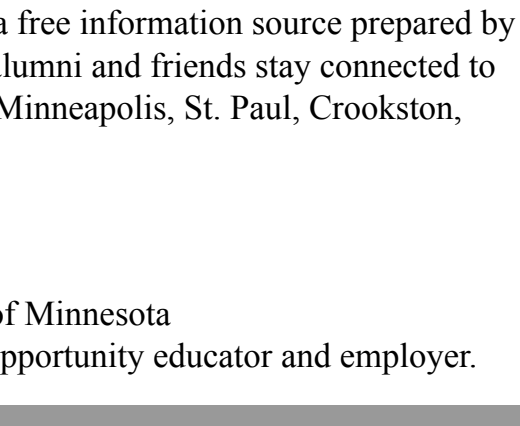 a free information source prepared by
alumni and friends stay connected to
Minneapolis, St. Paul, Crookston,
of Minnesota
opportunity educator and employer.